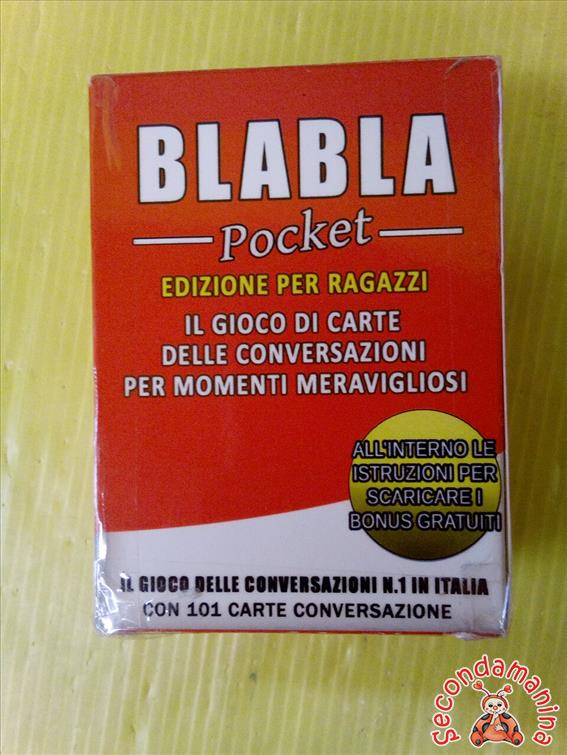 BLABLA
Pocket
EDIZIONE PER RAGAZZI
IL GIOCO DI CARTE
DELLE CONVERSAZIONI
PER MOMENTI MERAVIGLIOSI
ALL'INTERNO LE
ISTRUZIONI PER
SCARICARE I
BONUS GRATUITI
IL GIOCO DELLE CONVERSAZIONI N.1 IN ITALIA
CON 101 CARTE CONVERSAZIONE
secondamanina